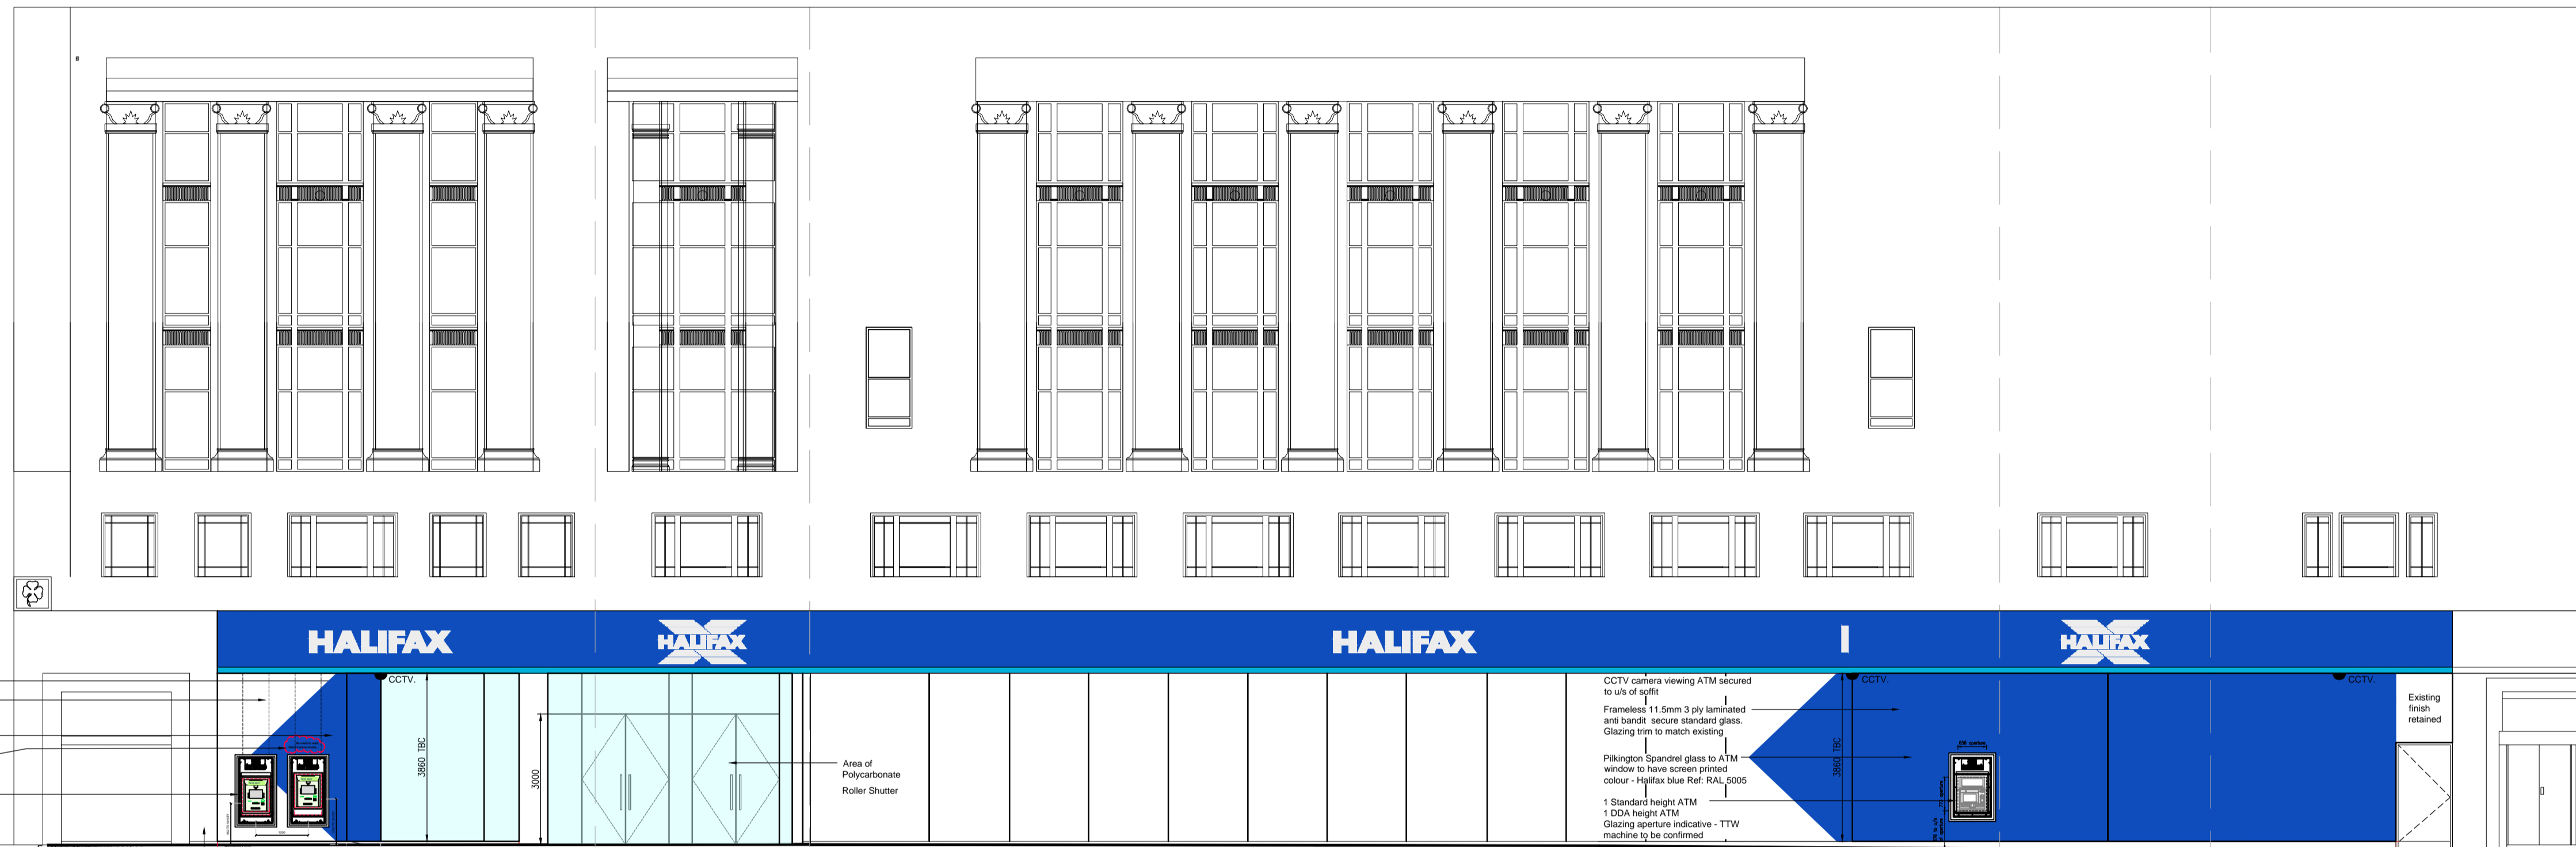 HALIFAX
HALIFAX
HALIFAX
HALIFAX
CCTV.
3860 TBC
3000
Area of
Polycarbonate
Roller Shutter
CCTV camera viewing ATM secured
to u/s of soffit
Frameless 11.5mm 3 ply laminated
anti bandit secure standard glass.
Glazing trim to match existing
Pilkington Spandrel glass to ATM
window to have screen printed
colour - Halifax blue Ref: RAL 5005
1 Standard height ATM
1 DDA height ATM
Glazing aperture indicative - TTW
machine to be confirmed
CCTV.
3860 TBC
CCTV.
Existing
finish
retained